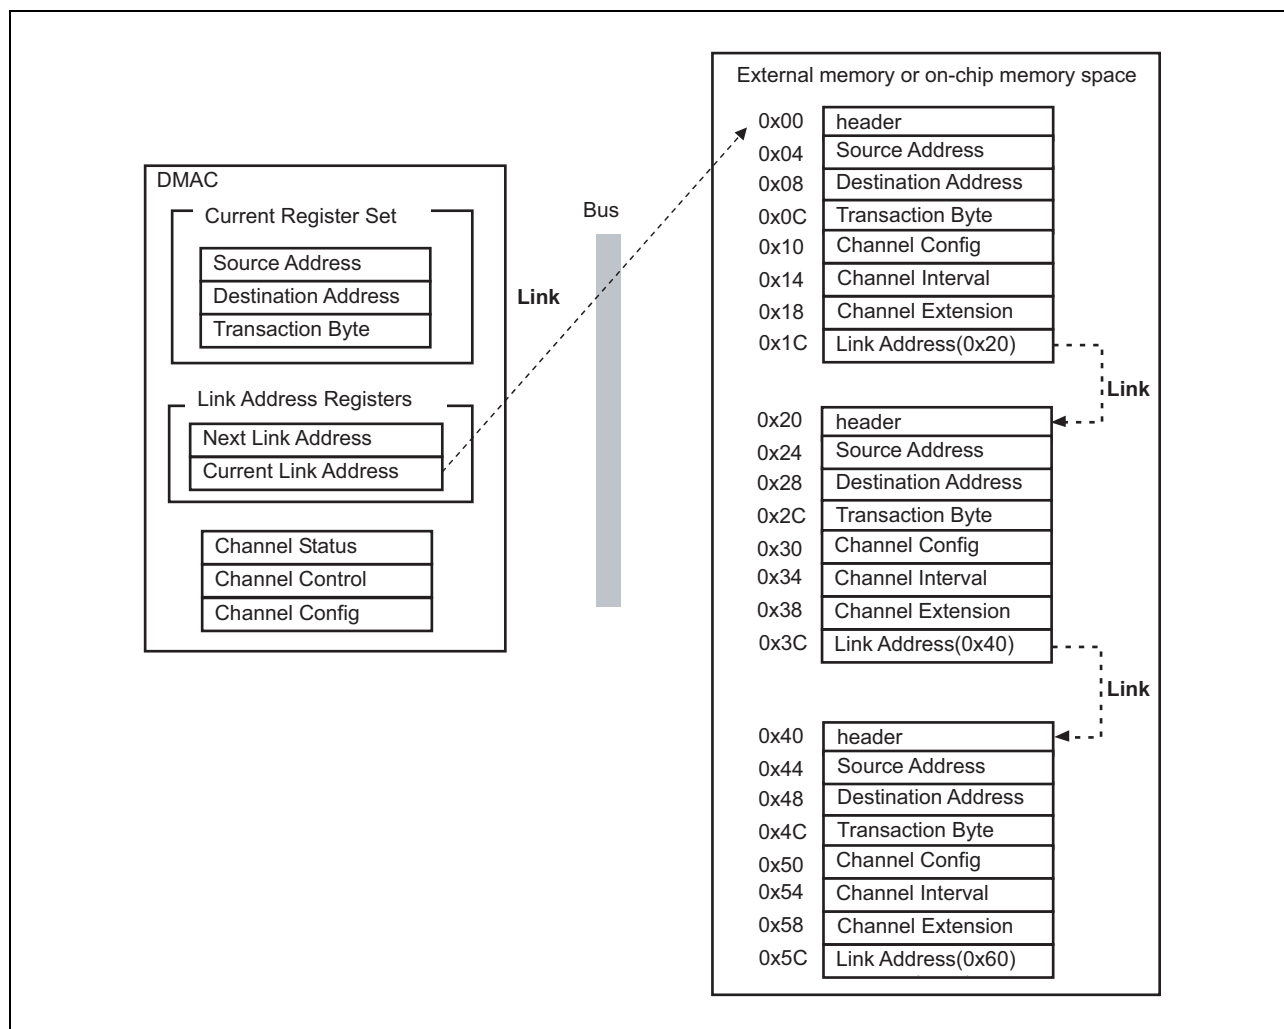 DMAC
Current Register Set
Source Address
Destination Address
Transaction Byte
Link Address Registers
Next Link Address
Current Link Address
Channel Status
Channel Control
Channel Config
Link
Bus
External memory or on-chip memory space
0x00 header
0x04 Source Address
0x08 Destination Address
0x0C Transaction Byte
0x10 Channel Config
0x14 Channel Interval
0x18 Channel Extension
0x1C Link Address(0x20)
Link
0x20 header
0x24 Source Address
0x28 Destination Address
0x2C Transaction Byte
0x30 Channel Config
0x34 Channel Interval
0x38 Channel Extension
0x3C Link Address(0x40)
Link
0x40 header
0x44 Source Address
0x48 Destination Address
0x4C Transaction Byte
0x50 Channel Config
0x54 Channel Interval
0x58 Channel Extension
0x5C Link Address(0x60)